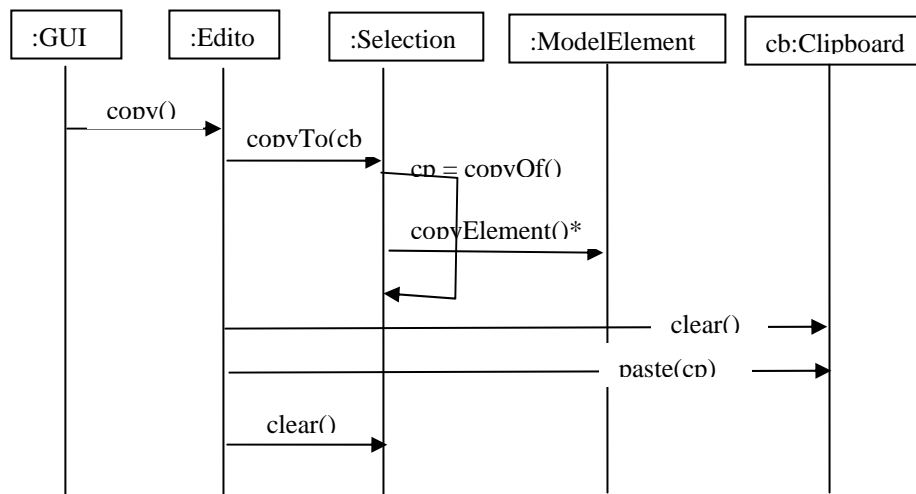 :GUI
:Edito
:Selection
:ModelElement
cb:Clipboard
copy()
copyTo(cb
cp = copyOf()
copyElement()*
clear()
paste(cp)
clear()